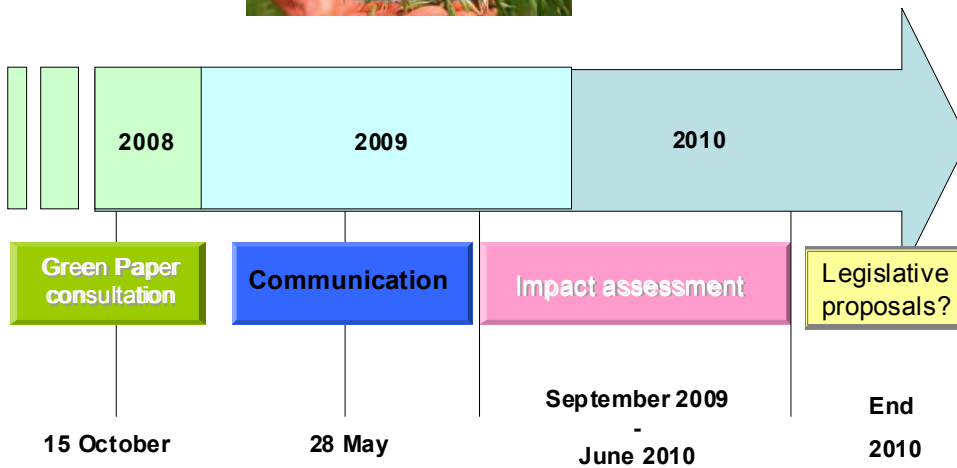 2008
2009
2010
Green Paper
consultation
Communication
Impact assessment
Legislative
proposals?
15 October
28 May
September 2009
-
June 2010
End
2010